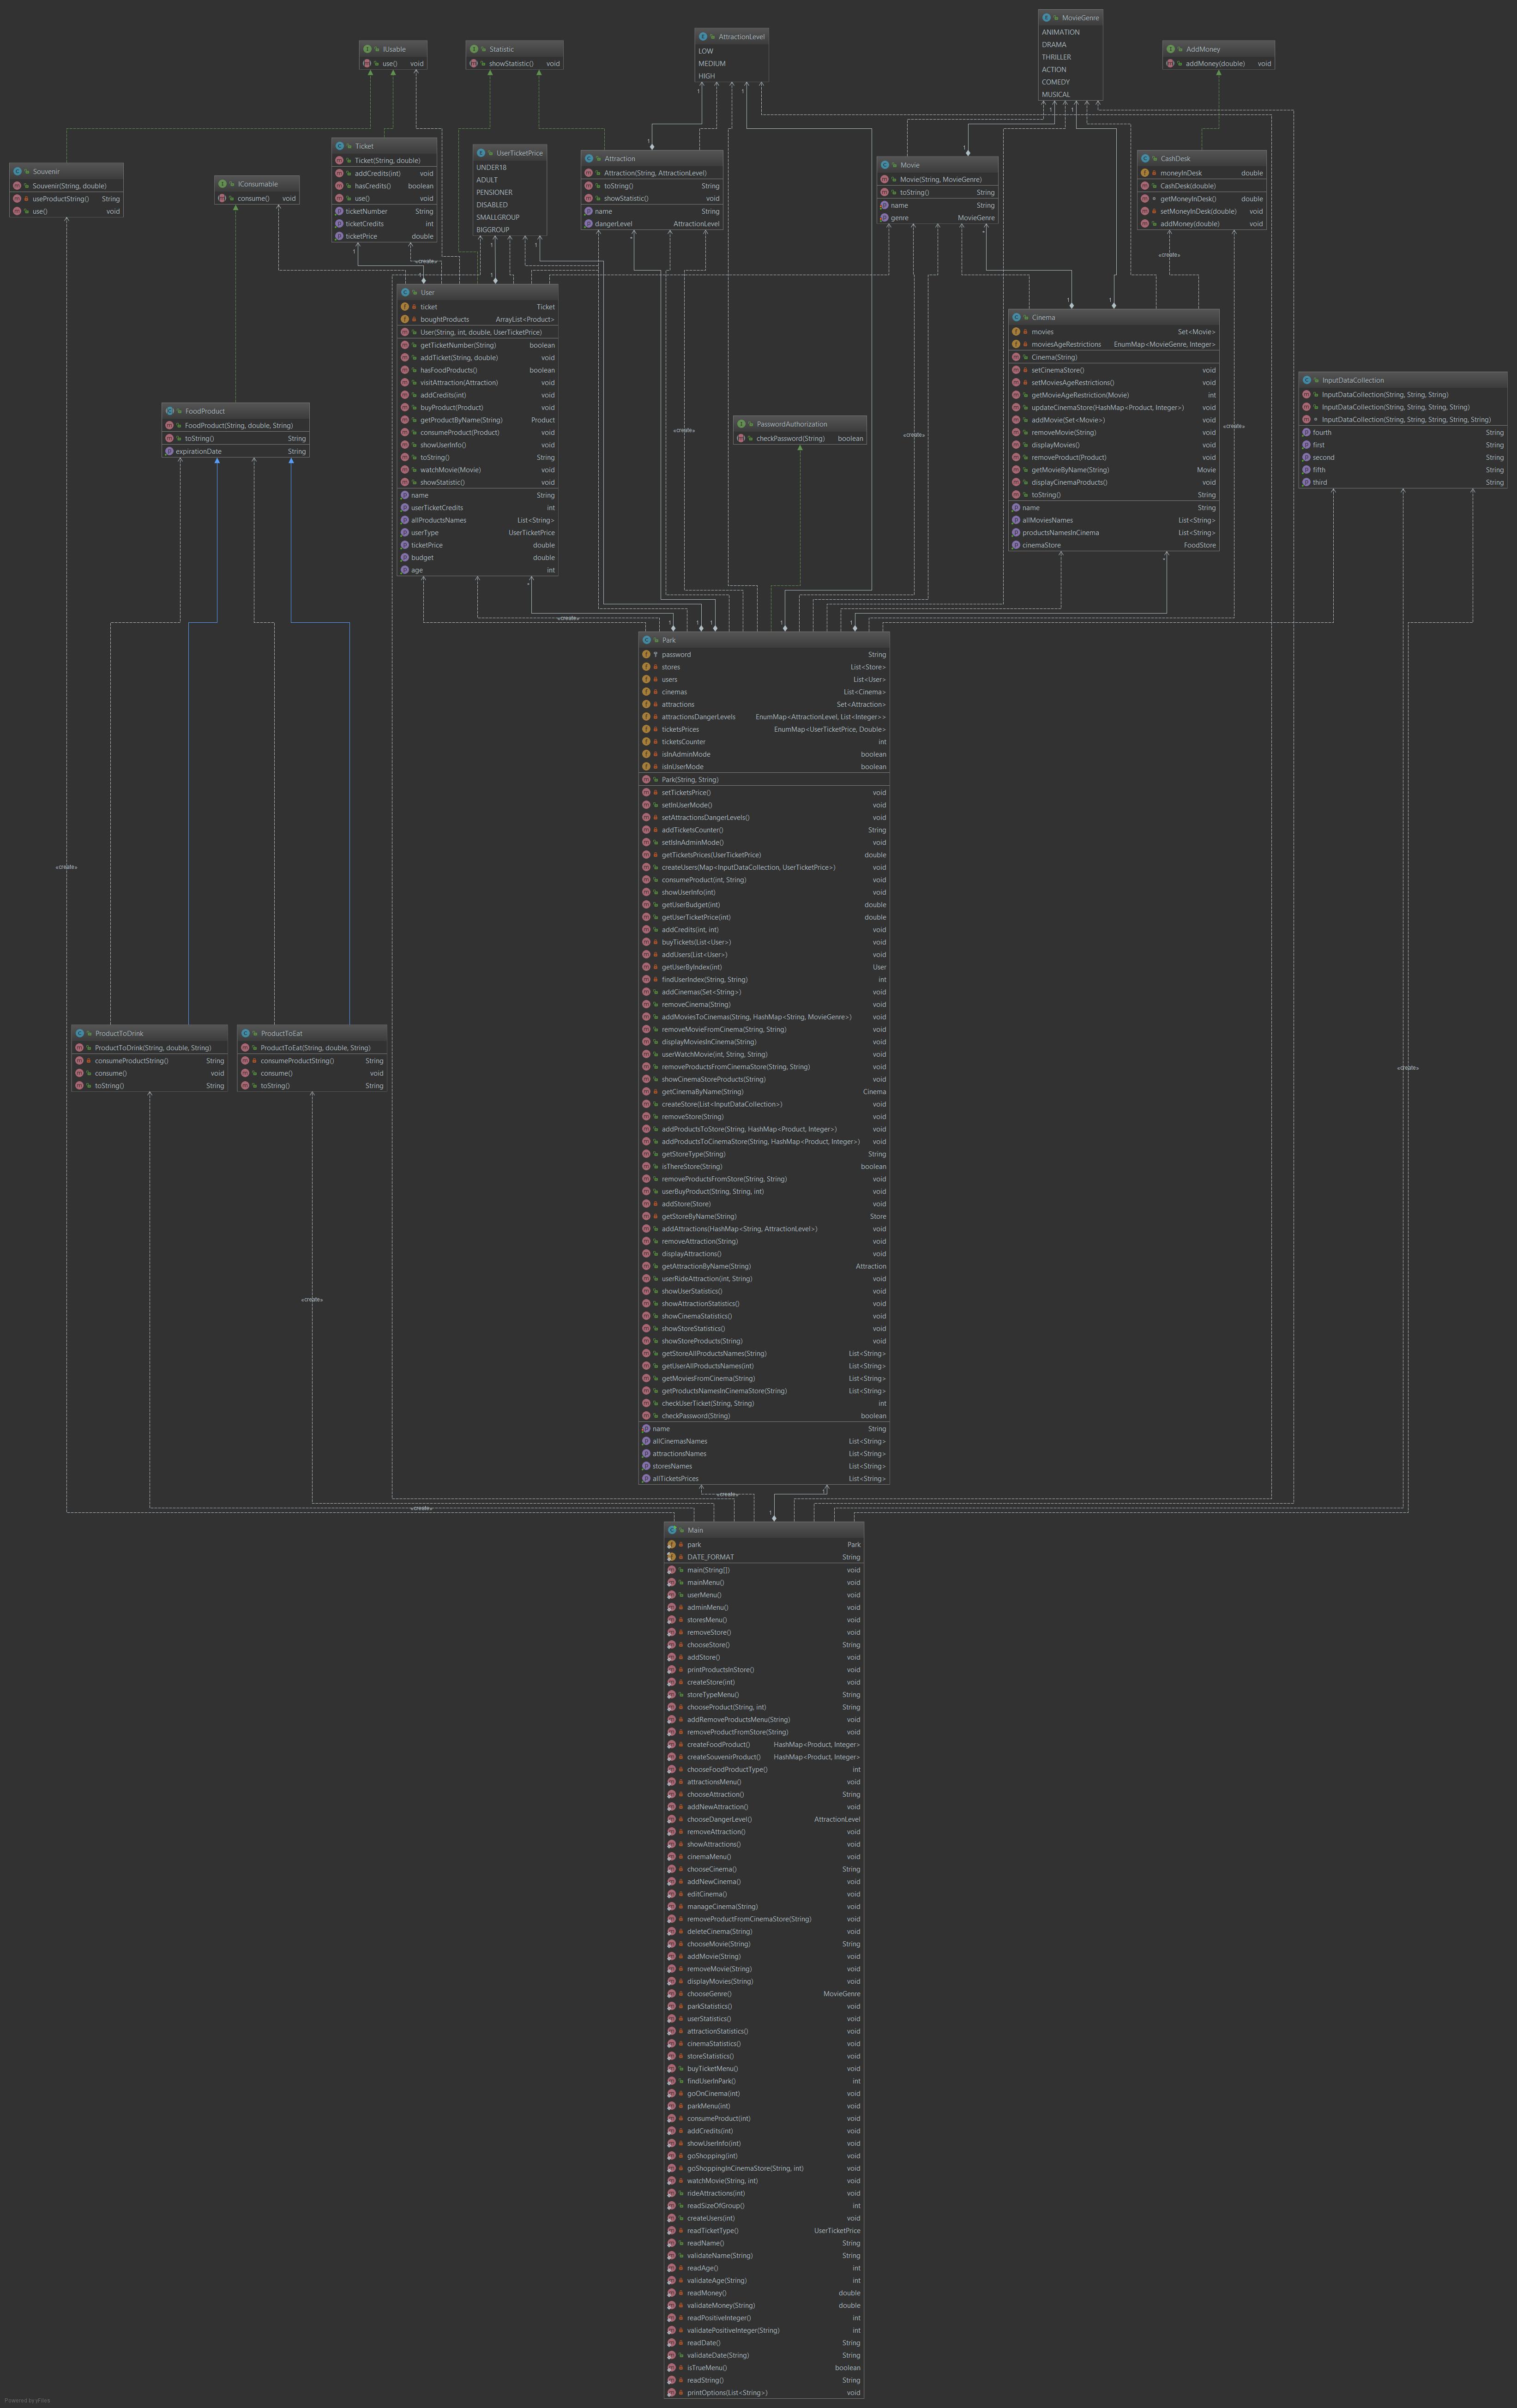 MovieGenre
ANIMATION
DRAMA
THRILLER
ACTION
COMEDY
MUSICAL
AttractionLevel
LOW
MEDIUM
HIGH
IUsable
use() void
Statistic
showStatistic() void
AddMoney
addMoney(double) void
Souvenir
Souvenir(String, double)
useProductString() String
use() void
IConsumable
consume() void
Ticket
Ticket(String, double)
addCredits(int) void
hasCredits() boolean
use() void
ticketNumber String
ticketCredits int
ticketPrice double
UserTicketPrice
UNDER18
ADULT
PENSIONER
DISABLED
SMALLGROUP
BIGGROUP
Attraction
Attraction(String, AttractionLevel)
toString() String
showStatistic() void
name String
dangerLevel AttractionLevel
Movie
Movie(String, MovieGenre)
toString() String
name String
genre MovieGenre
CashDesk
moneyInDesk double
CashDesk(double)
getMoneyInDesk() double
setMoneyInDesk(double) void
addMoney(double) void
«create»
«create»
User
ticket Ticket
boughtProducts ArrayList<Product>
User(String, int, double, UserTicketPrice)
getTicketNumber(String) boolean
addTicket(String, double) void
hasFoodProducts() boolean
visitAttraction(Attraction) void
addCredits(int) void
buyProduct(Product) void
getProductByName(String) Product
consumeProduct(Product) void
showUserInfo() void
toString() String
watchMovie(Movie) void
showStatistic() void
name String
userTicketCredits int
allProductsNames List<String>
userType UserTicketPrice
ticketPrice double
budget double
age int
Cinema
movies Set<Movie>
moviesAgeRestrictions EnumMap<MovieGenre, Integer>
Cinema(String)
setCinemaStore() void
setMoviesAgeRestrictions() void
getMovieAgeRestriction(Movie) int
updateCinemaStore(HashMap<Product, Integer>) void
addMovie(Set<Movie>) void
removeMovie(String) void
displayMovies() void
removeProduct(Product) void
getMovieByName(String) Movie
displayCinemaProducts() void
toString() String
name String
allMoviesNames List<String>
productsNamesInCinema List<String>
cinemaStore FoodStore
InputDataCollection
InputDataCollection(String, String, String)
InputDataCollection(String, String, String, String)
InputDataCollection(String, String, String, String, String)
fourth String
first String
second String
fifth String
third String
FoodProduct
FoodProduct(String, double, String)
toString() String
expirationDate String
PasswordAuthorization
checkPassword(String) boolean
«create»
«create»
«create»
«create»
Park
password String
stores List<Store>
users List<User>
cinemas List<Cinema>
attractions Set<Attraction>
attractionsDangerLevels EnumMap<AttractionLevel, List<Integer>>
ticketsPrices EnumMap<UserTicketPrice, Double>
ticketsCounter int
isInAdminMode boolean
isInUserMode boolean
Park(String, String)
setTicketsPrice() void
setInUserMode() void
setAttractionsDangerLevels() void
addTicketsCounter() String
setIsInAdminMode() void
getTicketsPrices(UserTicketPrice) double
createUsers(Map<InputDataCollection, UserTicketPrice>) void
consumeProduct(int, String) void
showUserInfo(int) void
getUserBudget(int) double
getUserTicketPrice(int) double
addCredits(int, int) void
buyTickets(List<User>) void
addUsers(List<User>) void
getUserByIndex(int) User
findUserIndex(String, String) int
addCinemas(Set<String>) void
removeCinema(String) void
addMoviesToCinemas(String, HashMap<String, MovieGenre>) void
removeMovieFromCinema(String, String) void
displayMoviesInCinema(String) void
userWatchMovie(int, String, String) void
removeProductsFromCinemaStore(String, String) void
showCinemaStoreProducts(String) void
getCinemaByName(String) Cinema
createStore(List<InputDataCollection>) void
removeStore(String) void
addProductsToStore(String, HashMap<Product, Integer>) void
addProductsToCinemaStore(String, HashMap<Product, Integer>) void
getStoreType(String) String
isThereStore(String) boolean
removeProductsFromStore(String, String) void
userBuyProduct(String, String, int) void
addStore(Store) void
getStoreByName(String) Store
addAttractions(HashMap<String, AttractionLevel>) void
removeAttraction(String) void
displayAttractions() void
getAttractionByName(String) Attraction
userRideAttraction(int, String) void
showUserStatistics() void
showAttractionStatistics() void
showCinemaStatistics() void
showStoreStatistics() void
showStoreProducts(String) void
getStoreAllProductsNames(String) List<String>
getUserAllProductsNames(int) List<String>
getMoviesFromCinema(String) List<String>
getProductsNamesInCinemaStore(String) List<String>
checkUserTicket(String, String) int
checkPassword(String) boolean
name String
allCinemasNames List<String>
attractionsNames List<String>
storesNames List<String>
allTicketsPrices List<String>
«create»
ProductToDrink
ProductToDrink(String, double, String)
consumeProductString() String
consume() void
toString() String
ProductToEat
ProductToEat(String, double, String)
consumeProductString() String
consume() void
toString() String
«create»
«create»
«create»
«create»
Main
park Park
DATE_FORMAT String
main(String[]) void
mainMenu() void
userMenu() void
adminMenu() void
storesMenu() void
removeStore() void
chooseStore() String
addStore() void
printProductsInStore() void
createStore(int) void
storeTypeMenu() String
chooseProduct(String, int) String
addRemoveProductsMenu(String) void
removeProductFromStore(String) void
createFoodProduct() HashMap<Product, Integer>
createSouvenirProduct() HashMap<Product, Integer>
chooseFoodProductType() int
attractionsMenu() void
chooseAttraction() String
addNewAttraction() void
chooseDangerLevel() AttractionLevel
removeAttraction() void
showAttractions() void
cinemaMenu() void
chooseCinema() String
addNewCinema() void
editCinema() void
manageCinema(String) void
removeProductFromCinemaStore(String) void
deleteCinema(String) void
chooseMovie(String) String
addMovie(String) void
removeMovie(String) void
displayMovies(String) void
chooseGenre() MovieGenre
parkStatistics() void
userStatistics() void
attractionStatistics() void
cinemaStatistics() void
storeStatistics() void
buyTicketMenu() void
findUserInPark() int
goOnCinema(int) void
parkMenu(int) void
consumeProduct(int) void
addCredits(int) void
showUserInfo(int) void
goShopping(int) void
goShoppingInCinemaStore(String, int) void
watchMovie(String, int) void
rideAttractions(int) void
readSizeOfGroup() int
createUsers(int) void
readTicketType() UserTicketPrice
readName() String
validateName(String) String
readAge() int
validateAge(String) int
readMoney() double
validateMoney(String) double
readPositiveInteger() int
validatePositiveInteger(String) int
readDate() String
validateDate(String) String
isTrueMenu() boolean
readString() String
printOptions(List<String>) void
Powered by yFiles